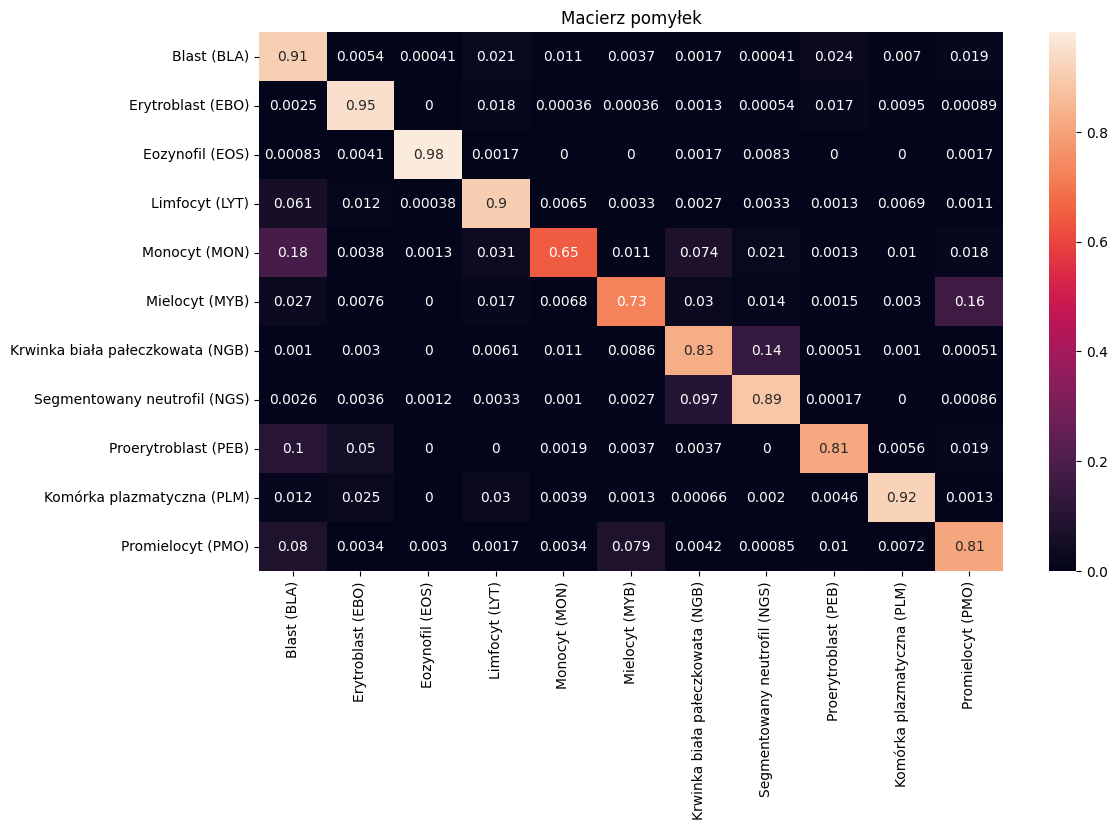 Macierz pomyłek
Blast (BLA) 0.91 0.0054 0.00041 0.021 0.011 0.0037 0.0017 0.00041 0.024 0.007 0.019
Erytroblast (EBO) 0.0025 0.95 0 0.018 0.00036 0.00036 0.0013 0.00054 0.017 0.0095 0.00089
Eozynofil (EOS) 0.00083 0.0041 0.98 0.0017 0 0 0.0017 0.0083 0 0 0.0017
Limfocyt (LYT) 0.061 0.012 0.00038 0.9 0.0065 0.0033 0.0027 0.0033 0.0013 0.0069 0.0011
Monocyt (MON) 0.18 0.0038 0.0013 0.031 0.65 0.011 0.074 0.021 0.0013 0.01 0.018
Mielocyt (MYB) 0.027 0.0076 0 0.017 0.0068 0.73 0.03 0.014 0.0015 0.003 0.16
Krwinka biała pałeczkowata (NGB) 0.001 0.003 0 0.0061 0.011 0.0086 0.83 0.14 0.00051 0.001 0.00051
Segmentowany neutrofil (NGS) 0.0026 0.0036 0.0012 0.0033 0.001 0.0027 0.097 0.89 0.00017 0 0.00086
Proerytroblast (PEB) 0.1 0.05 0 0 0.0019 0.0037 0.0037 0 0.81 0.0056 0.019
Komórka plazmatyczna (PLM) 0.012 0.025 0 0.03 0.0039 0.0013 0.00066 0.002 0.0046 0.92 0.0013
Promielocyt (PMO) 0.08 0.0034 0.003 0.0017 0.0034 0.079 0.0042 0.00085 0.01 0.0072 0.81
Blast (BLA)
Erytroblast (EBO)
Eozynofil (EOS)
Limfocyt (LYT)
Monocyt (MON)
Mielocyt (MYB)
Krwinka biała pałeczkowata (NGB)
Segmentowany neutrofil (NGS)
Proerytroblast (PEB)
Komórka plazmatyczna (PLM)
Promielocyt (PMO)
0.8
0.6
0.4
0.2
0.0